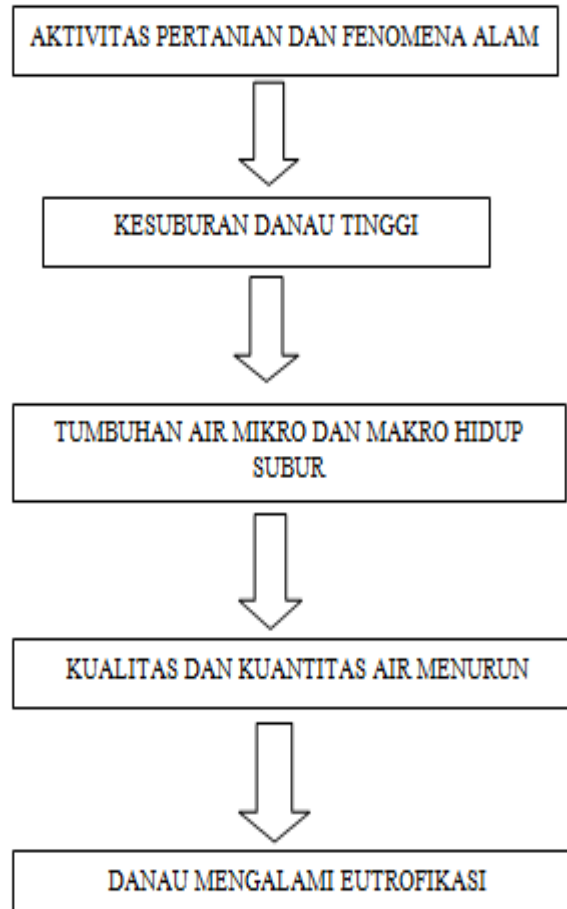 AKTIVITAS PERTANIAN DAN FENOMENA ALAM
KESUBURAN DANAU TINGGI
TUMBUHAN AIR MIKRO DAN MAKRO HIDUP
SUBUR
KUALITAS DAN KUANTITAS AIR MENURUN
DANAU MENGALAMI EUTROFIKASI